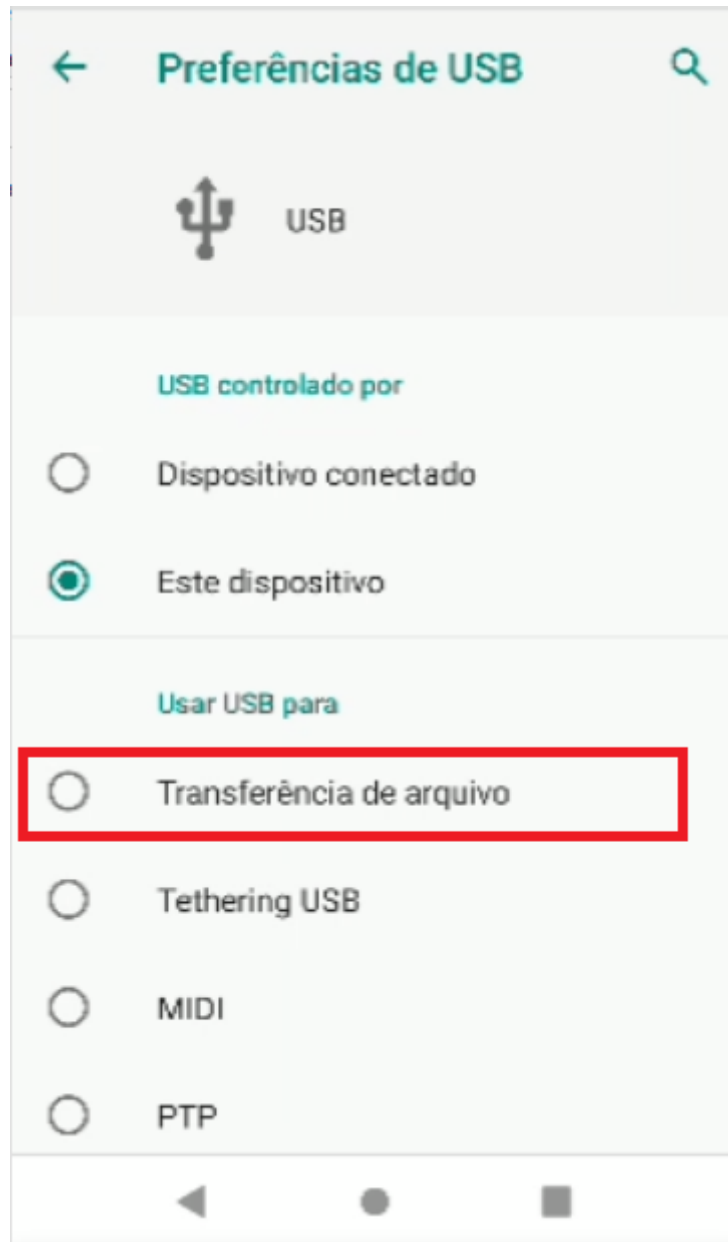 Preferências de USB
USB
USB controlado por
Dispositivo conectado
Este dispositivo
Usar USB para
Transferência de arquivo
Tethering USB
MIDI
PTP